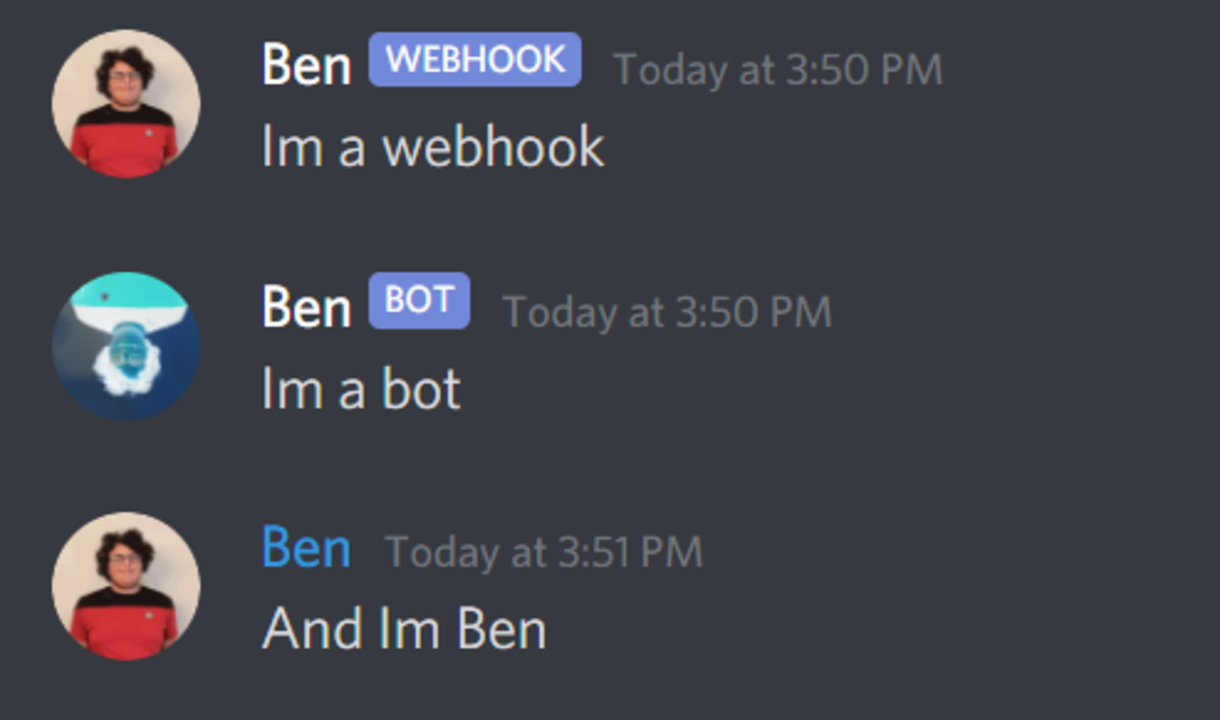 Ben WEBHOOK Today at 3:50 PM
Im a webhook
Ben BOT Today at 3:50 PM
Im a bot
Ben Today at 3:51 PM
And Im Ben